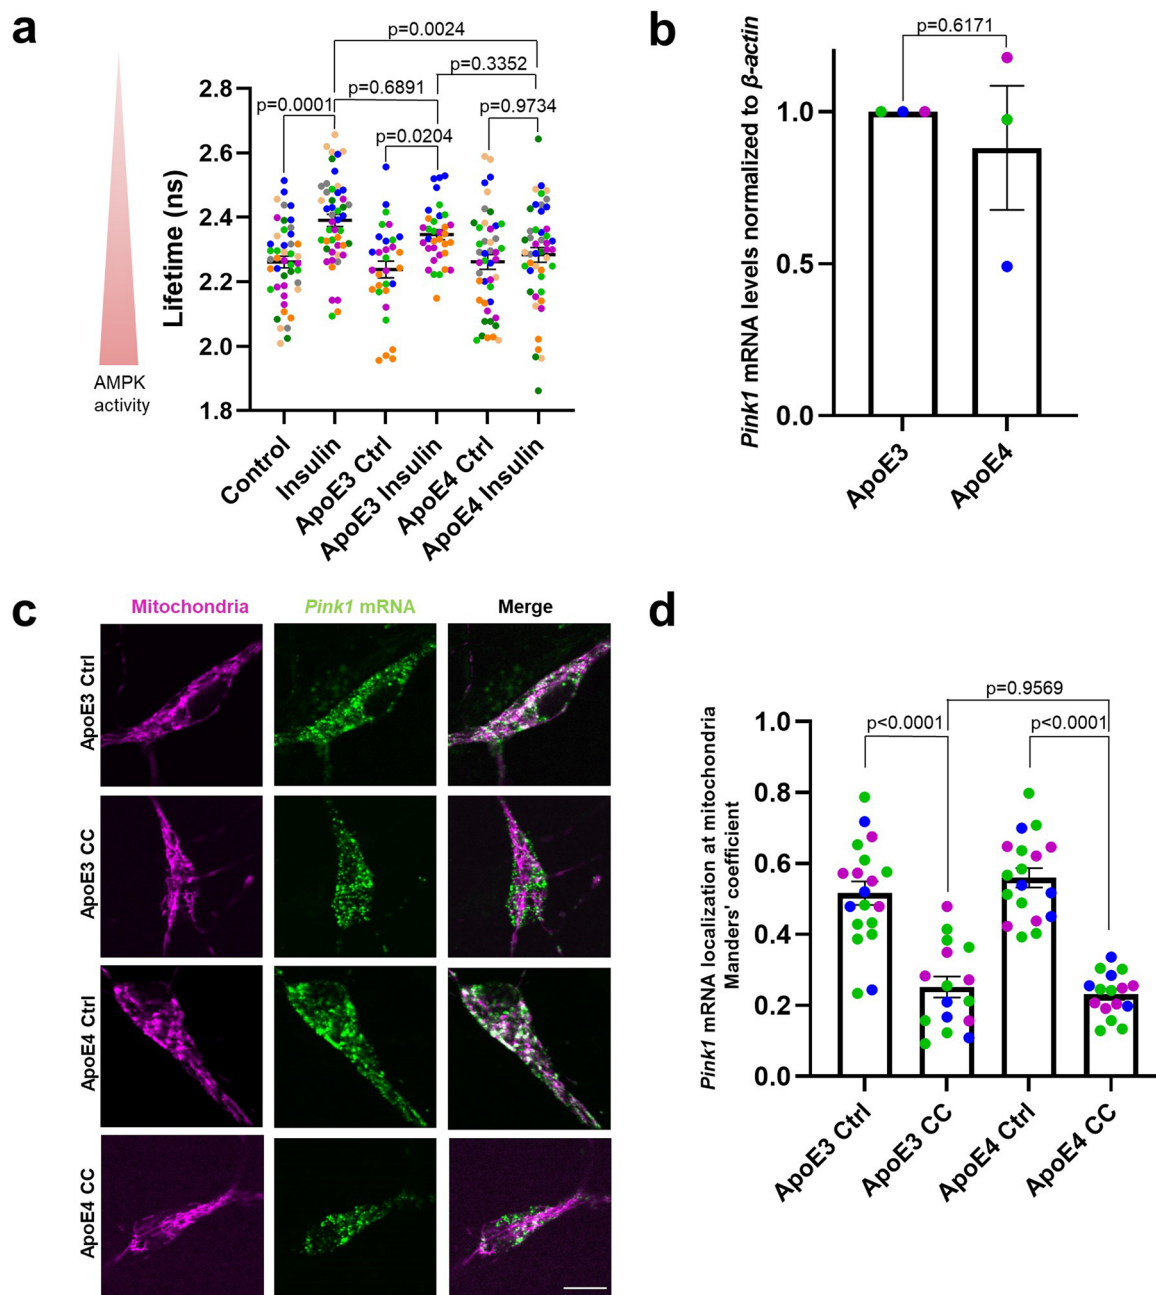 a
p=0.0024
p=0.3352
p=0.6891
p=0.9734
p=0.0001
p=0.0204
Lifetime (ns)
2.8
2.6
2.4
2.2
2.0
1.8
AMPK
activity
Control
Insulin
ApoE3 Ctrl
ApoE3 Insulin
ApoE4 Ctrl
ApoE4 Insulin
b
p=0.6171
Pink1 mRNA levels normalized to β-actin
1.0
0.5
0.0
ApoE3
ApoE4
c
Mitochondria
Pink1 mRNA
Merge
ApoE3 Ctrl
ApoE3 CC
ApoE4 Ctrl
ApoE4 CC
d
p=0.9569
p<0.0001
p<0.0001
Pink1 mRNA localization at mitochondria
Manders' coefficient
1.0
0.8
0.6
0.4
0.2
0.0
ApoE3 Ctrl
ApoE3 CC
ApoE4 Ctrl
ApoE4 CC